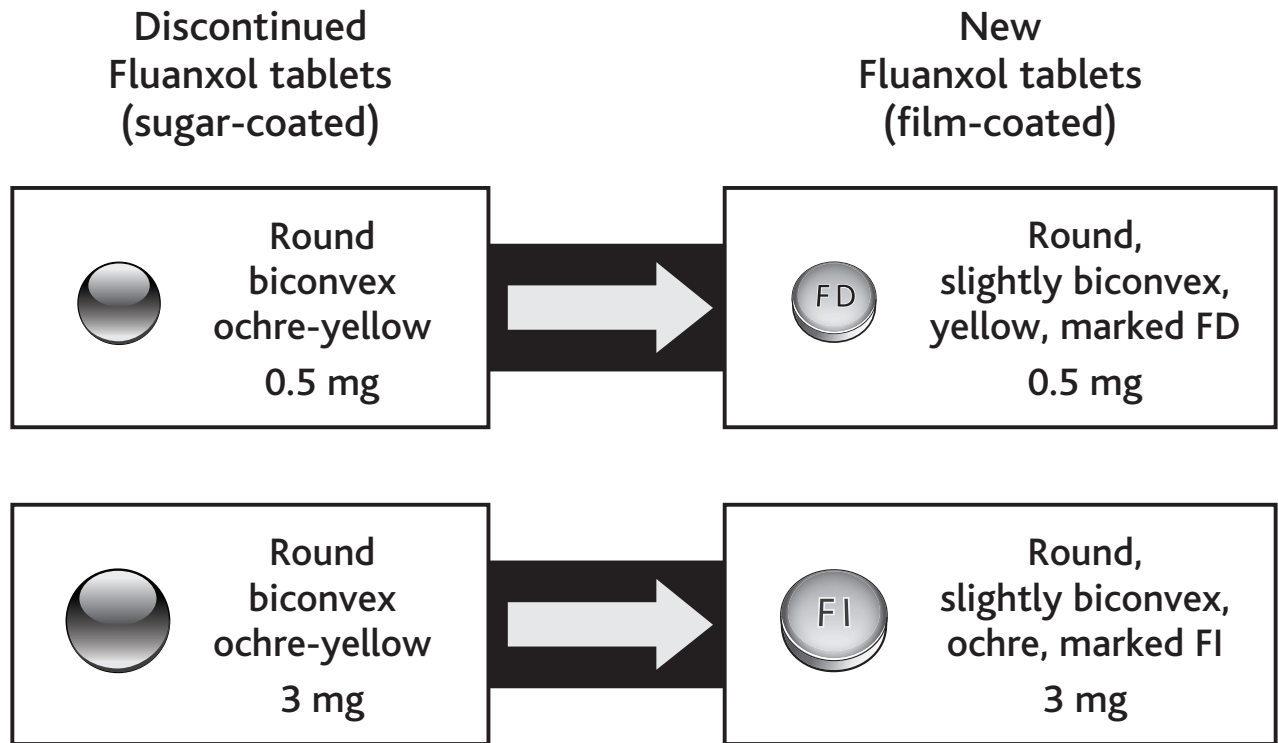 Discontinued
Fluanxol tablets
(sugar-coated)
New
Fluanxol tablets
(film-coated)
Round
biconvex
ochre-yellow
0.5 mg
FD
Round,
slightly biconvex,
yellow, marked FD
0.5 mg
Round
biconvex
ochre-yellow
3 mg
FI
Round,
slightly biconvex,
ochre, marked FI
3 mg